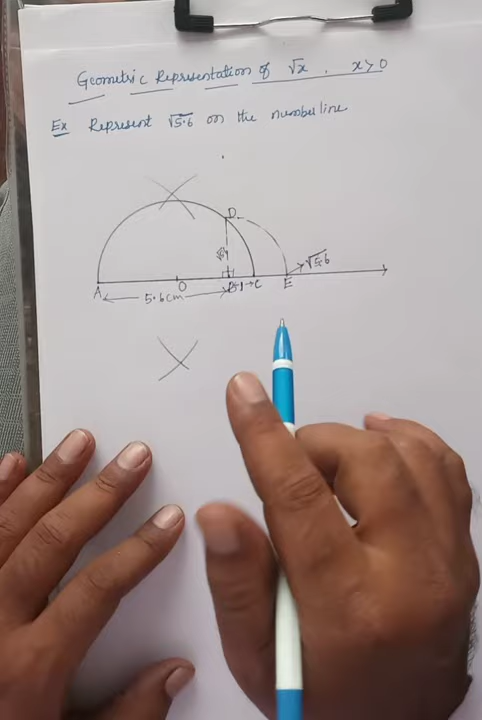 Geometric Representation of √x, x>0
Ex Represent √5.6 on the number line
D
√5.6
A O B 1 C E
5.6cm